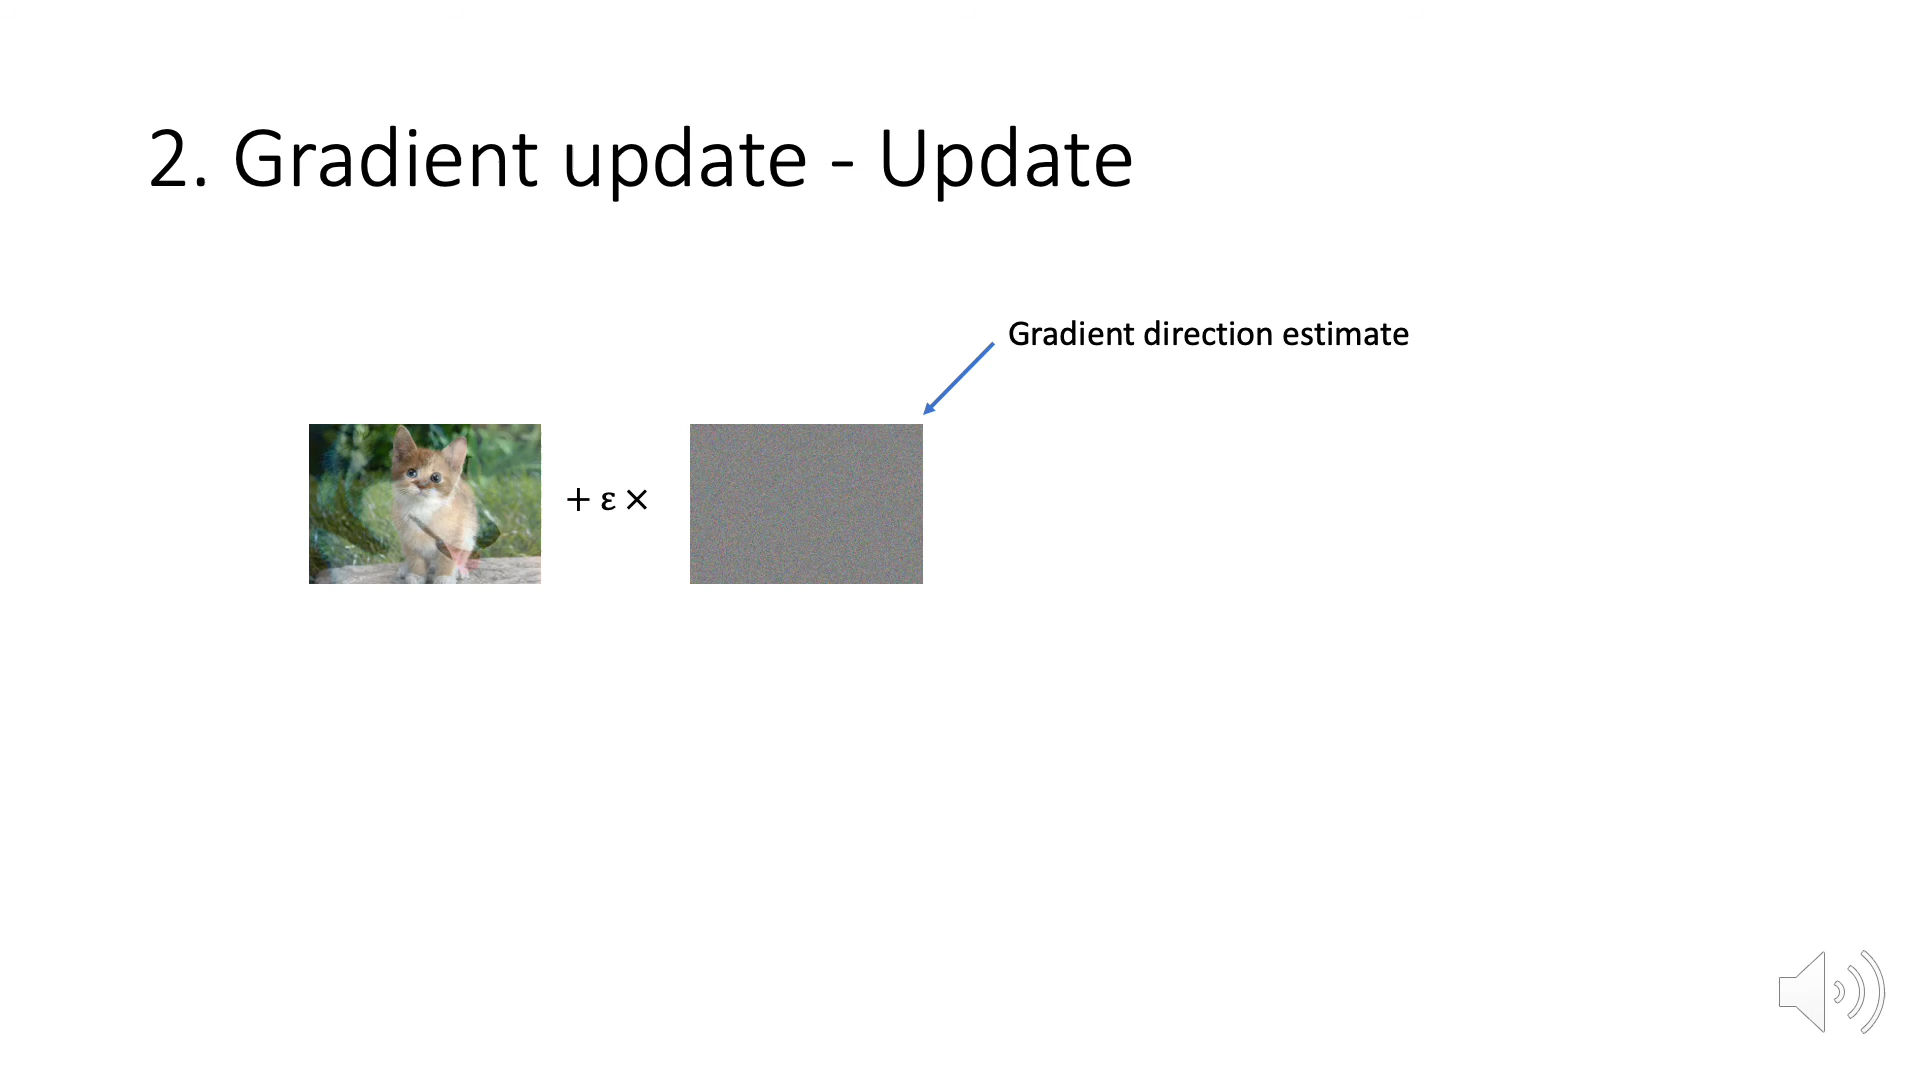 2. Gradient update - Update
Gradient direction estimate
+ ε ×